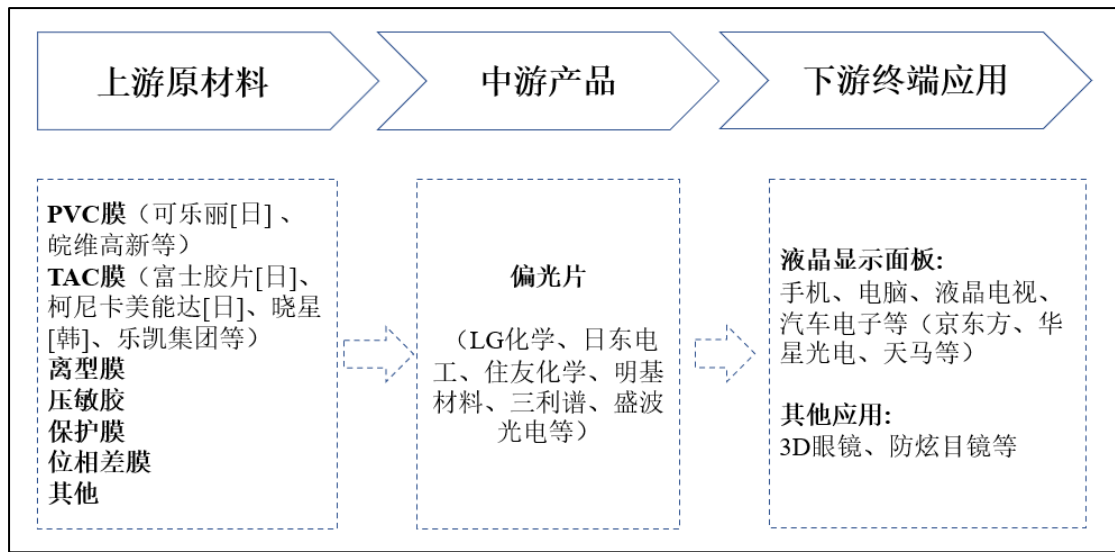 上游原材料
中游产品
下游终端应用
PVC膜（可乐丽[日]、
皖维高新等）
TAC膜（富士胶片[日]、
柯尼卡美能达[日]、晓星
[韩]、乐凯集团等）
离型膜
压敏胶
保护膜
位相差膜
其他
偏光片
（LG化学、日东电
工、住友化学、明基
材料、三利谱、盛波
光电等）
液晶显示面板:
手机、电脑、液晶电视、
汽车电子等（京东方、华
星光电、天马等）
其他应用:
3D眼镜、防炫目镜等